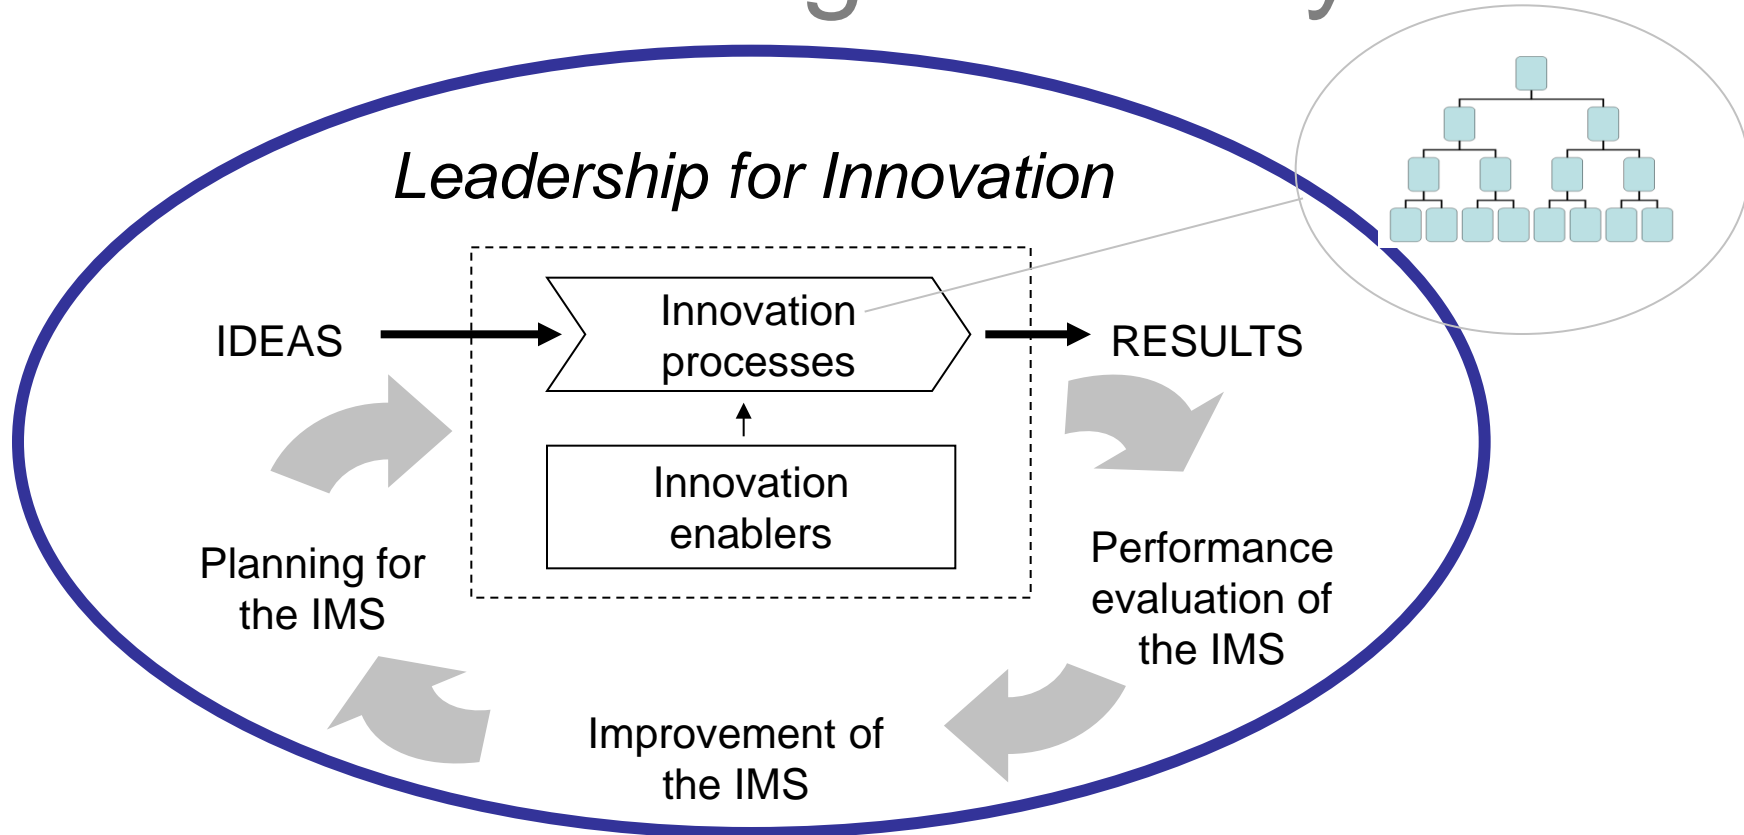 Leadership for Innovation
IDEAS
Innovation
processes
RESULTS
Innovation
enablers
Planning for
the IMS
Performance
evaluation of
the IMS
Improvement of
the IMS